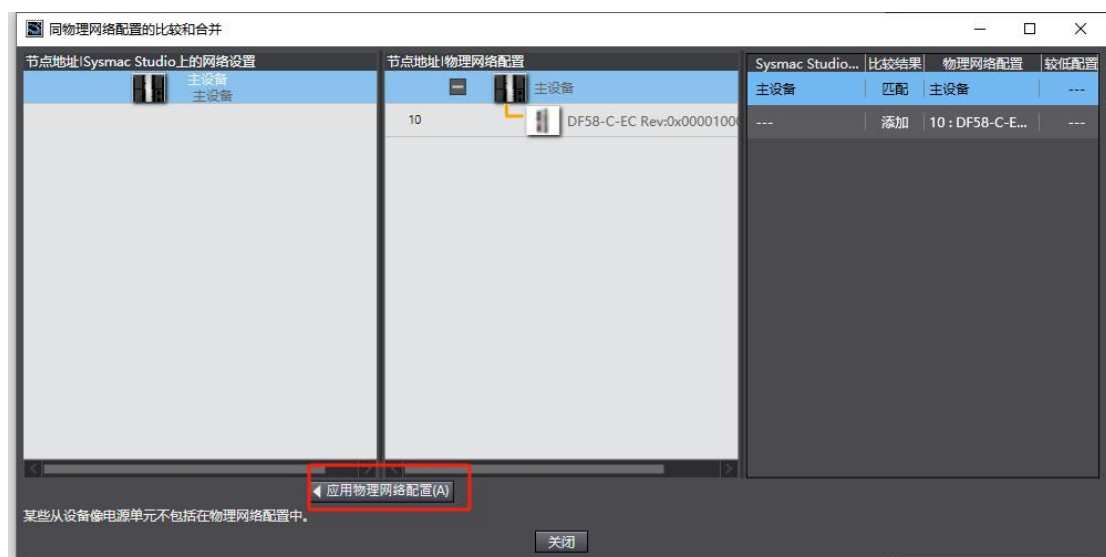 同物理网络配置的比较和合并
节点地址|Sysmac Studio上的网络设置
主设备
主设备
节点地址|物理网络配置
主设备
10 DF58-C-EC Rev:0x0000100
Sysmac Studio... 比较结果 物理网络配置 较低配置
主设备 匹配 主设备 ---
--- 添加 10 : DF58-C-E... ---
应用物理网络配置(A)
某些从设备像电源单元不包括在物理网络配置中。
关闭